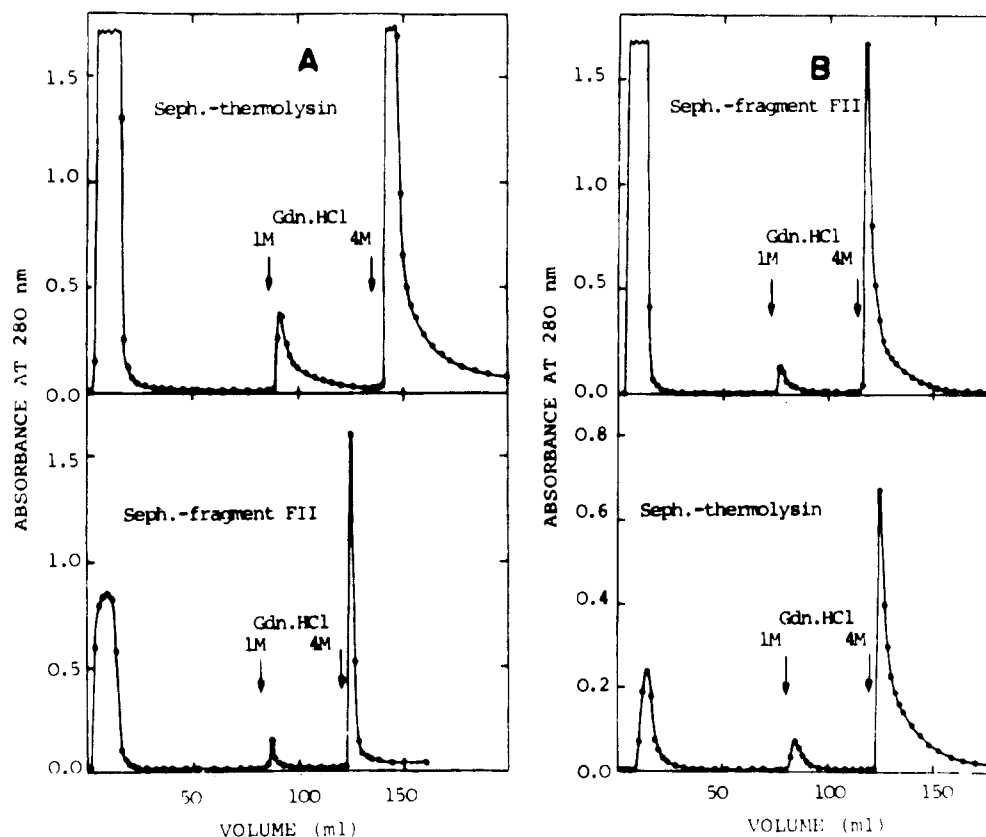 A
Seph.-thermolysin
Gdn.HCl
1M 4M
1.5
1.0
0.5
0.0
Seph.-fragment FII
Gdn.HCl
1M 4M
1.5
1.0
0.5
0.0
50 100 150
VOLUME (ml)
ABSORBANCE AT 280 nm
B
Seph.-fragment FII
Gdn.HCl
1M 4M
1.5
1.0
0.5
0.0
Seph.-thermolysin
Gdn.HCl
1M 4M
0.8
0.6
0.4
0.2
0.0
50 100 150
VOLUME (ml)
ABSORBANCE AT 280 nm